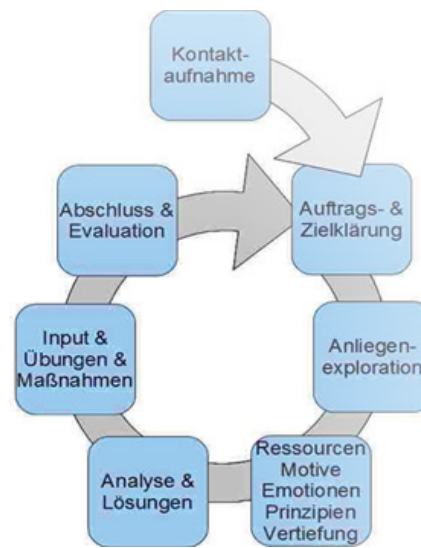 Kontakt-
aufnahme
Auftrags- &
Zielklärung
Anliegen-
exploration
Ressourcen
Motive
Emotionen
Prinzipien
Vertiefung
Analyse &
Lösungen
Input &
Übungen &
Maßnahmen
Abschluss &
Evaluation